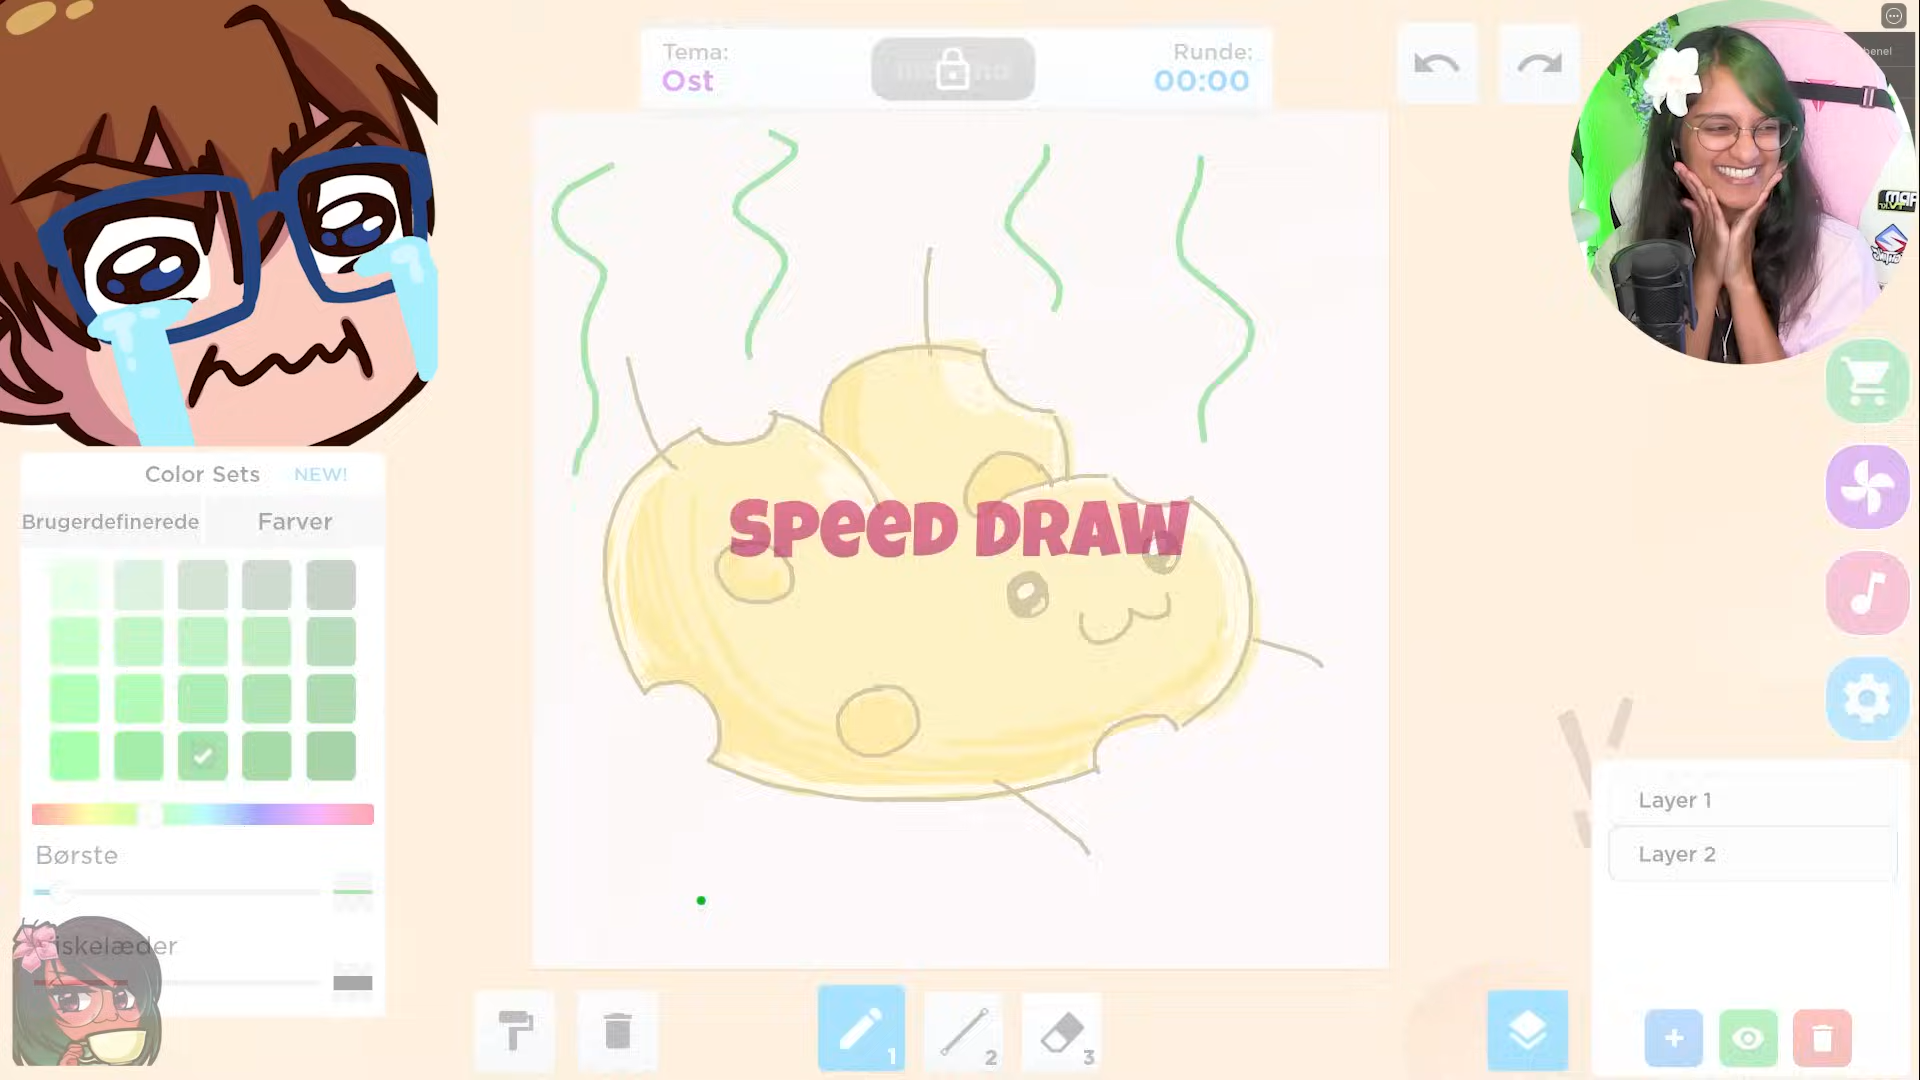 Tema:
Ost
Runde:
00:00
Color Sets NEW!
Brugerdefinerede
Farver
SPeeD DRAW
Børste
iskelæder
Layer 1
Layer 2
1
2
3